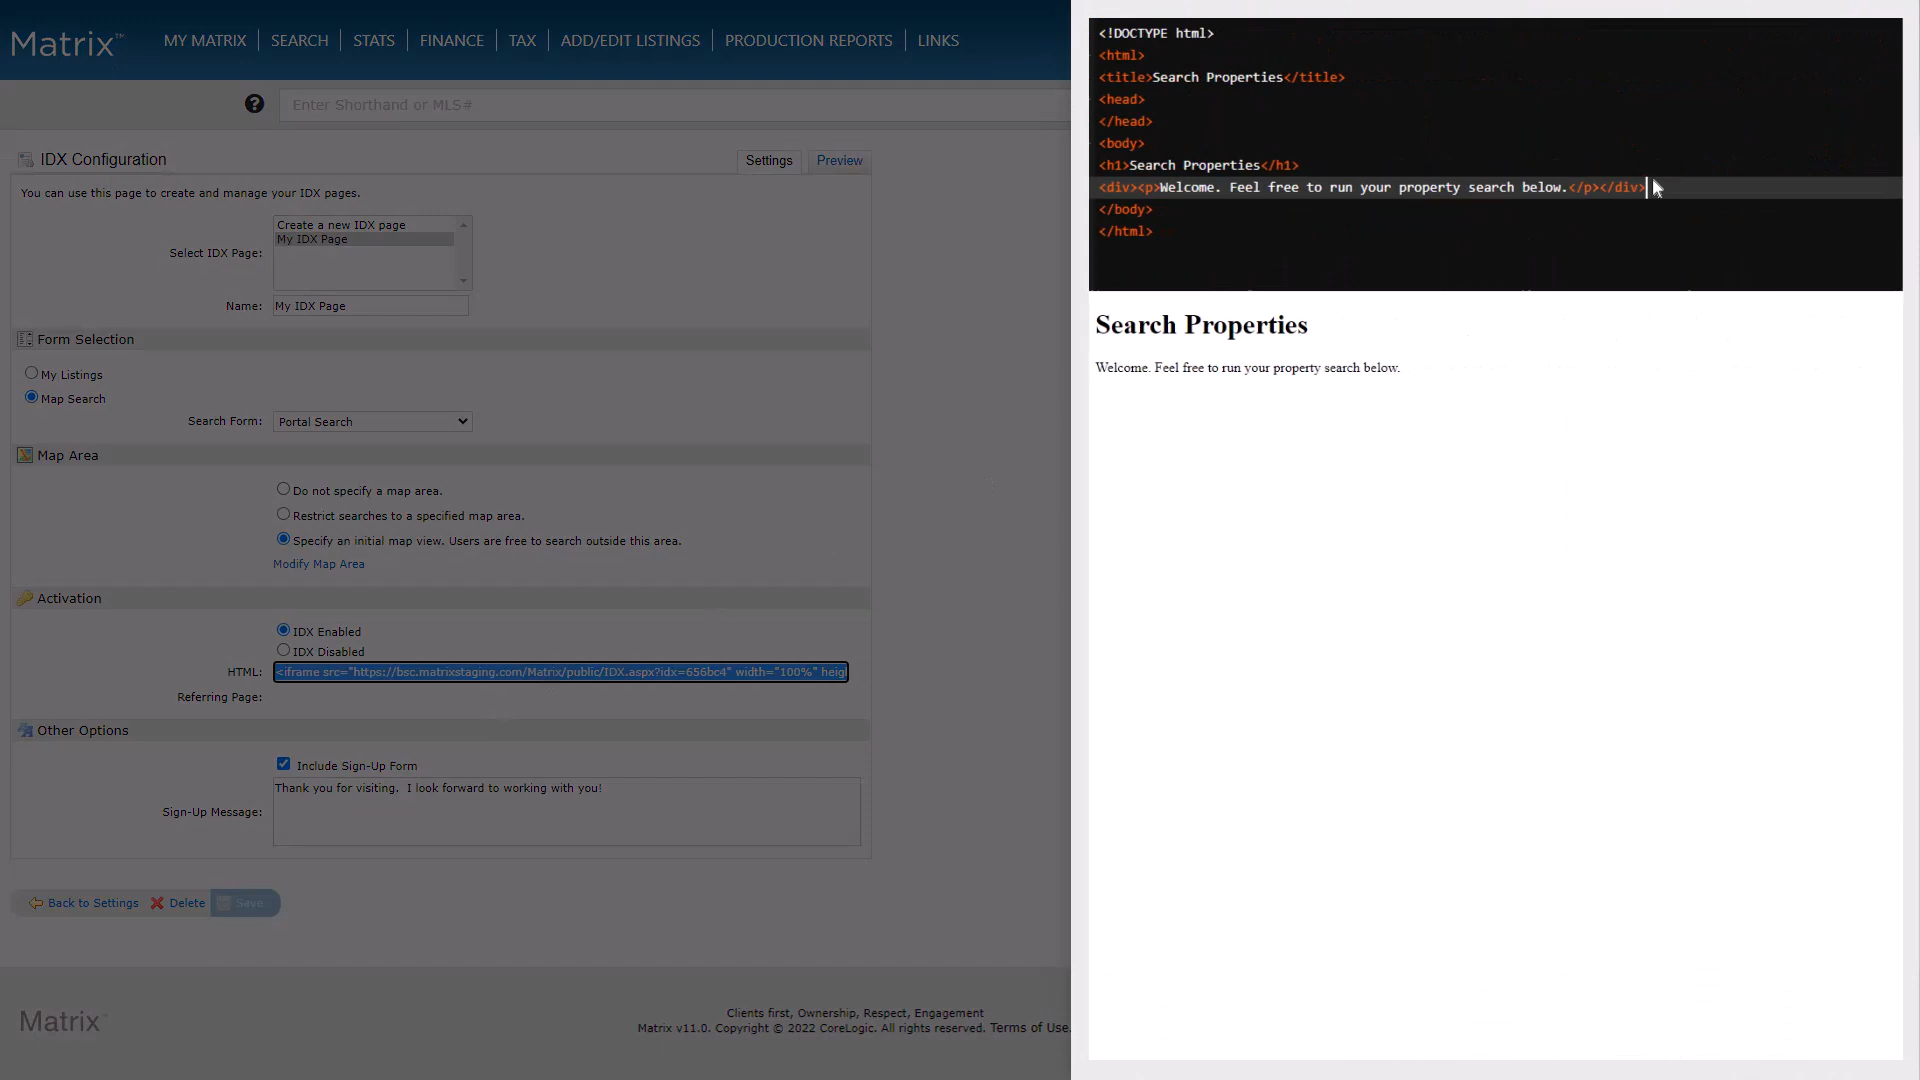 Matrix™
MY MATRIX SEARCH STATS FINANCE TAX ADD/EDIT LISTINGS PRODUCTION REPORTS LINKS
? Enter Shorthand or MLS#
IDX Configuration
Settings Preview
You can use this page to create and manage your IDX pages.
Create a new IDX page
My IDX Page
Select IDX Page:
Name: My IDX Page
Form Selection
My Listings
Map Search
Search Form: Portal Search
Map Area
Do not specify a map area.
Restrict searches to a specified map area.
Specify an initial map view. Users are free to search outside this area.
Modify Map Area
Activation
IDX Enabled
IDX Disabled
HTML: <iframe src="https://bsc.matrixstaging.com/Matrix/public/IDX.aspx?idx=656bc4" width="100%" heigl
Referring Page:
Other Options
Include Sign-Up Form
Thank you for visiting.  I look forward to working with you!
Sign-Up Message:
Back to Settings Delete Save
Matrix™
Clients first, Ownership, Respect, Engagement
Matrix v11.0. Copyright © 2022 CoreLogic. All rights reserved. Terms of Use.
<!DOCTYPE html>
<html>
<title>Search Properties</title>
<head>
</head>
<body>
<h1>Search Properties</h1>
<div><p>Welcome. Feel free to run your property search below.</p></div>
</body>
</html>
Search Properties
Welcome. Feel free to run your property search below.